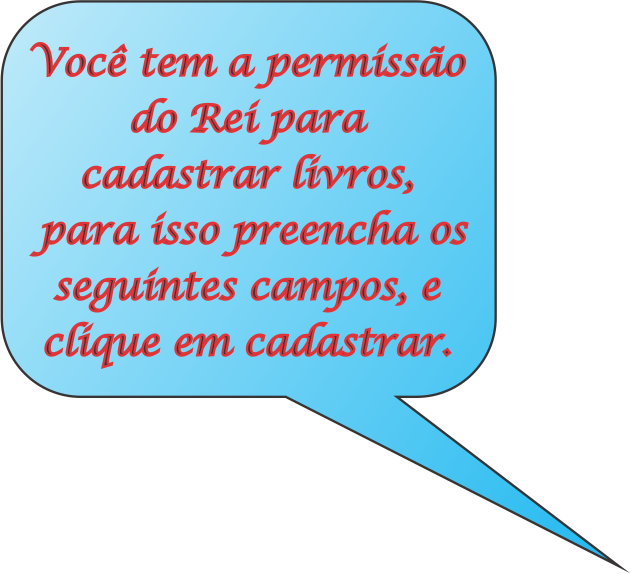 Você tem a permissão
do Rei para
cadastrar livros,
para isso preencha os
seguintes campos, e
clique em cadastrar.